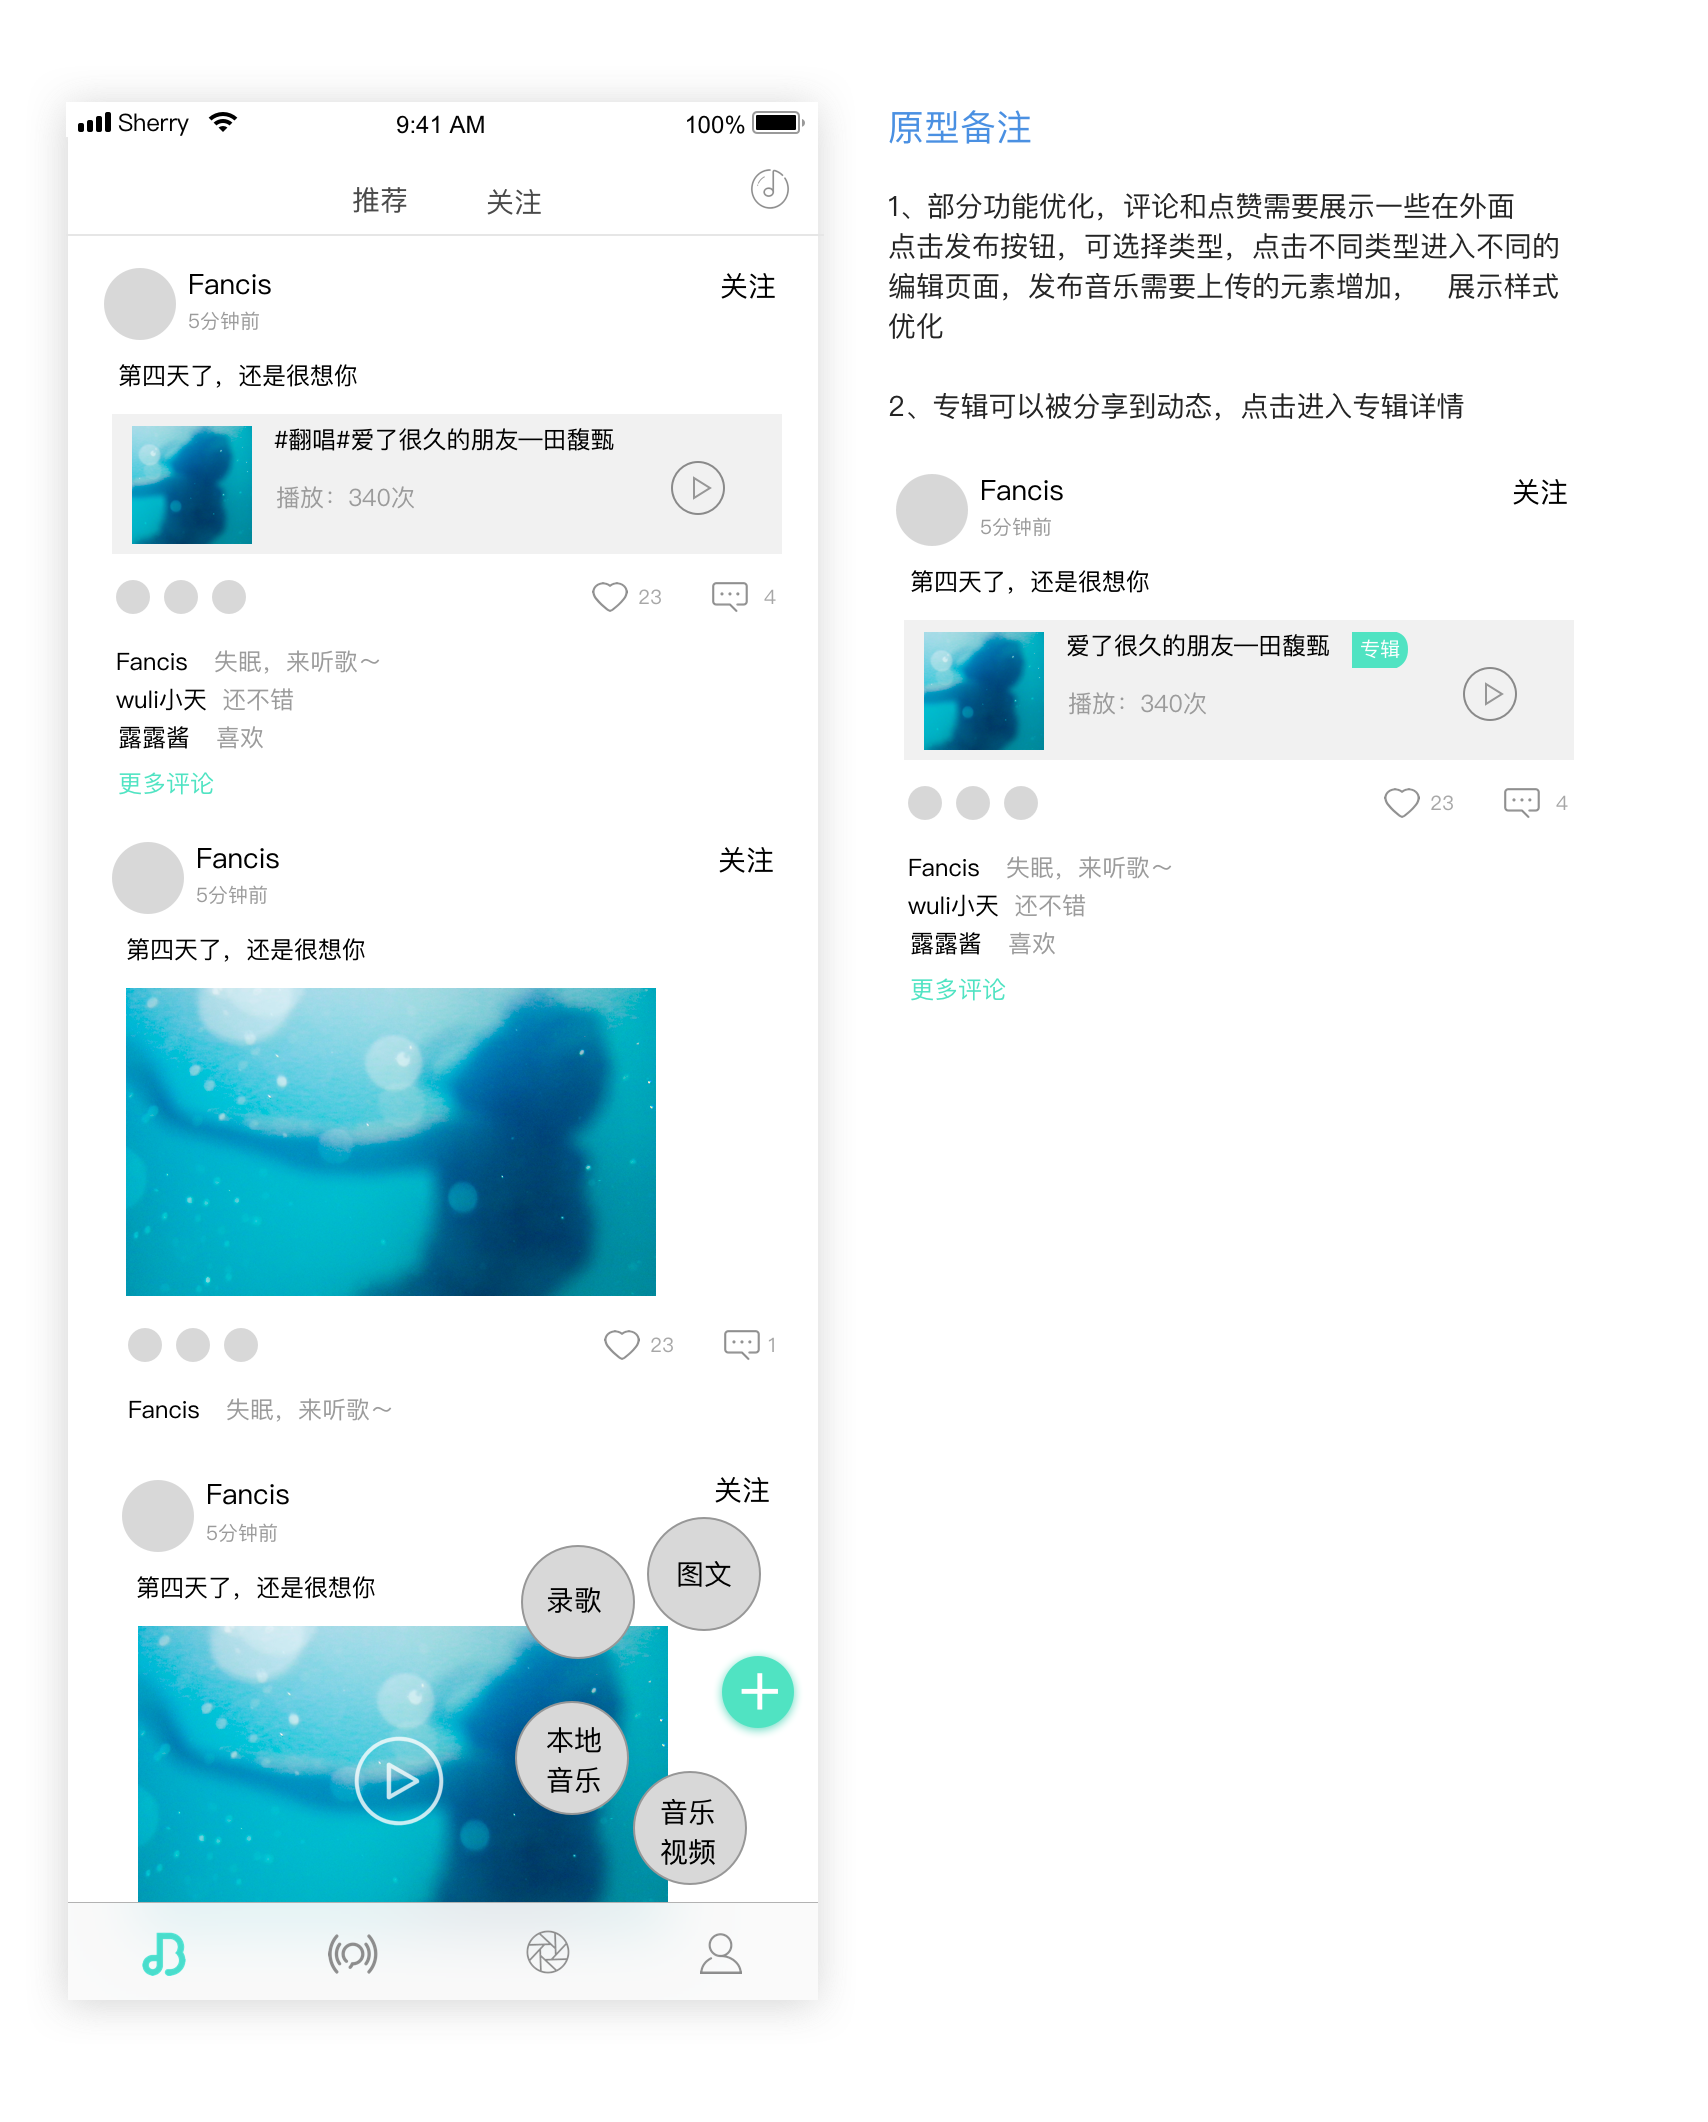 Sherry
9:41 AM
100%
推荐
关注
Fancis
关注
5分钟前
第四天了，还是很想你
#翻唱#爱了很久的朋友—田馥甄
播放：340次
23
4
Fancis 失眠，来听歌～
wuli小天 还不错
露露酱 喜欢
更多评论
Fancis
关注
5分钟前
第四天了，还是很想你
23
1
Fancis 失眠，来听歌～
Fancis
关注
5分钟前
第四天了，还是很想你
图文
录歌
本地
音乐
音乐
视频
原型备注
1、部分功能优化，评论和点赞需要展示一些在外面
点击发布按钮，可选择类型，点击不同类型进入不同的
编辑页面，发布音乐需要上传的元素增加， 展示样式
优化
2、专辑可以被分享到动态，点击进入专辑详情
Fancis
关注
5分钟前
第四天了，还是很想你
爱了很久的朋友—田馥甄 专辑
播放：340次
23
4
Fancis 失眠，来听歌～
wuli小天 还不错
露露酱 喜欢
更多评论